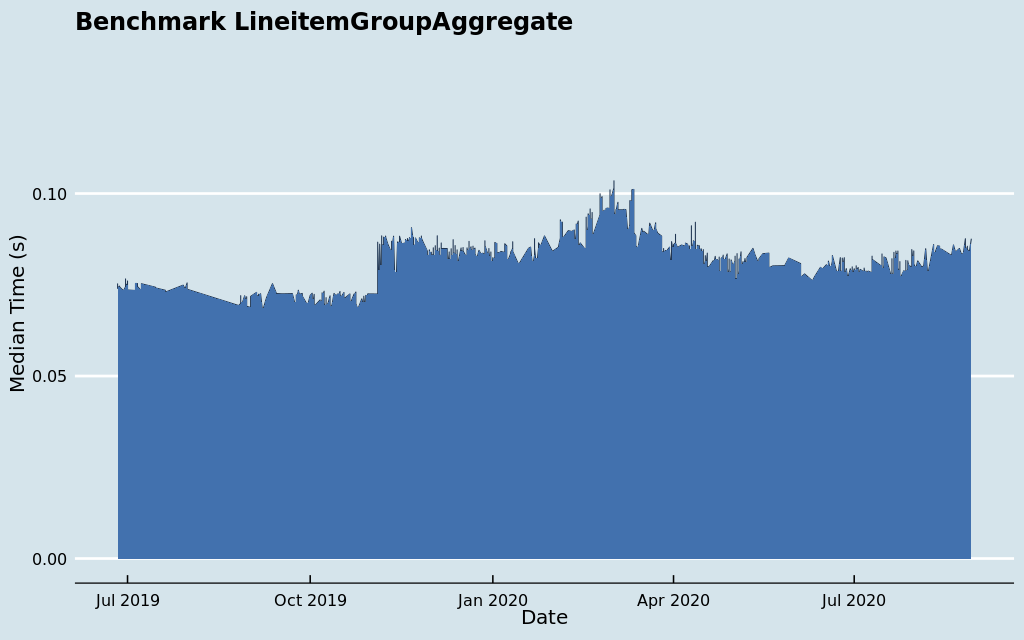 Benchmark LineitemGroupAggregate
Median Time (s)
0.10
0.05
0.00
Jul 2019 Oct 2019 Jan 2020 Apr 2020 Jul 2020
Date